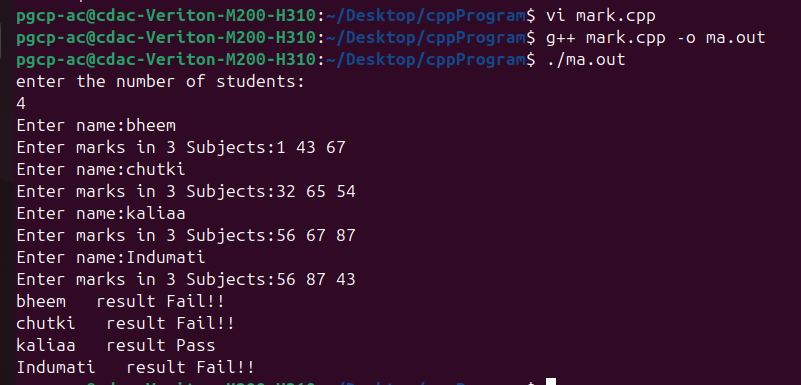 pgcp-ac@cdac-Veriton-M200-H310:~/Desktop/cppProgram$ vi mark.cpp
pgcp-ac@cdac-Veriton-M200-H310:~/Desktop/cppProgram$ g++ mark.cpp -o ma.out
pgcp-ac@cdac-Veriton-M200-H310:~/Desktop/cppProgram$ ./ma.out
enter the number of students:
4
Enter name:bheem
Enter marks in 3 Subjects:1 43 67
Enter name:chutki
Enter marks in 3 Subjects:32 65 54
Enter name:kaliaa
Enter marks in 3 Subjects:56 67 87
Enter name:Indumati
Enter marks in 3 Subjects:56 87 43
bheem   result Fail!!
chutki   result Fail!!
kaliaa   result Pass
Indumati   result Fail!!